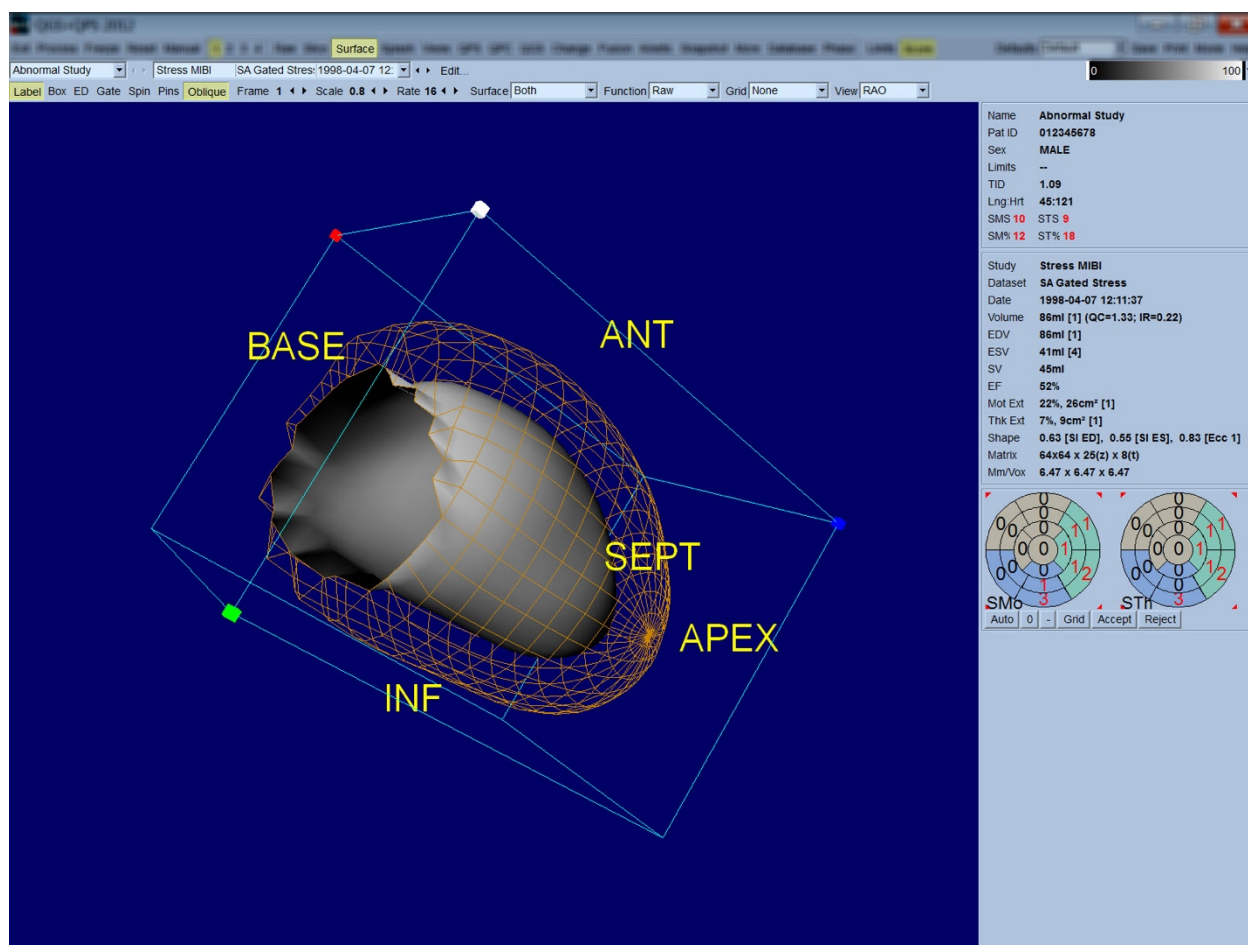 QGS+QPS 2012
Surface
Abnormal Study Stress MIBI SA Gated Stres: 1998-04-07 12: Edit...
0 100
Label Box ED Gate Spin Pins Oblique Frame 1 Scale 0.8 Rate 16 Surface Both Function Raw Grid None View RAO
Name Abnormal Study
Pat ID 012345678
Sex MALE
Limits --
TID 1.09
Lng:Hrt 45:121
SMS 10 STS 9
SM% 12 ST% 18
Study Stress MIBI
Dataset SA Gated Stress
Date 1998-04-07 12:11:37
Volume 86ml [1] (QC=1.33; IR=0.22)
EDV 86ml [1]
ESV 41ml [4]
SV 45ml
EF 52%
Mot Ext 22%, 26cm² [1]
Thk Ext 7%, 9cm² [1]
Shape 0.63 [SI ED], 0.55 [SI ES], 0.83 [Ecc 1]
Matrix 64x64 x 25(z) x 8(t)
Mm/Vox 6.47 x 6.47 x 6.47
SMo STh
Auto 0 - Grid Accept Reject
ANT
BASE
SEPT
APEX
INF